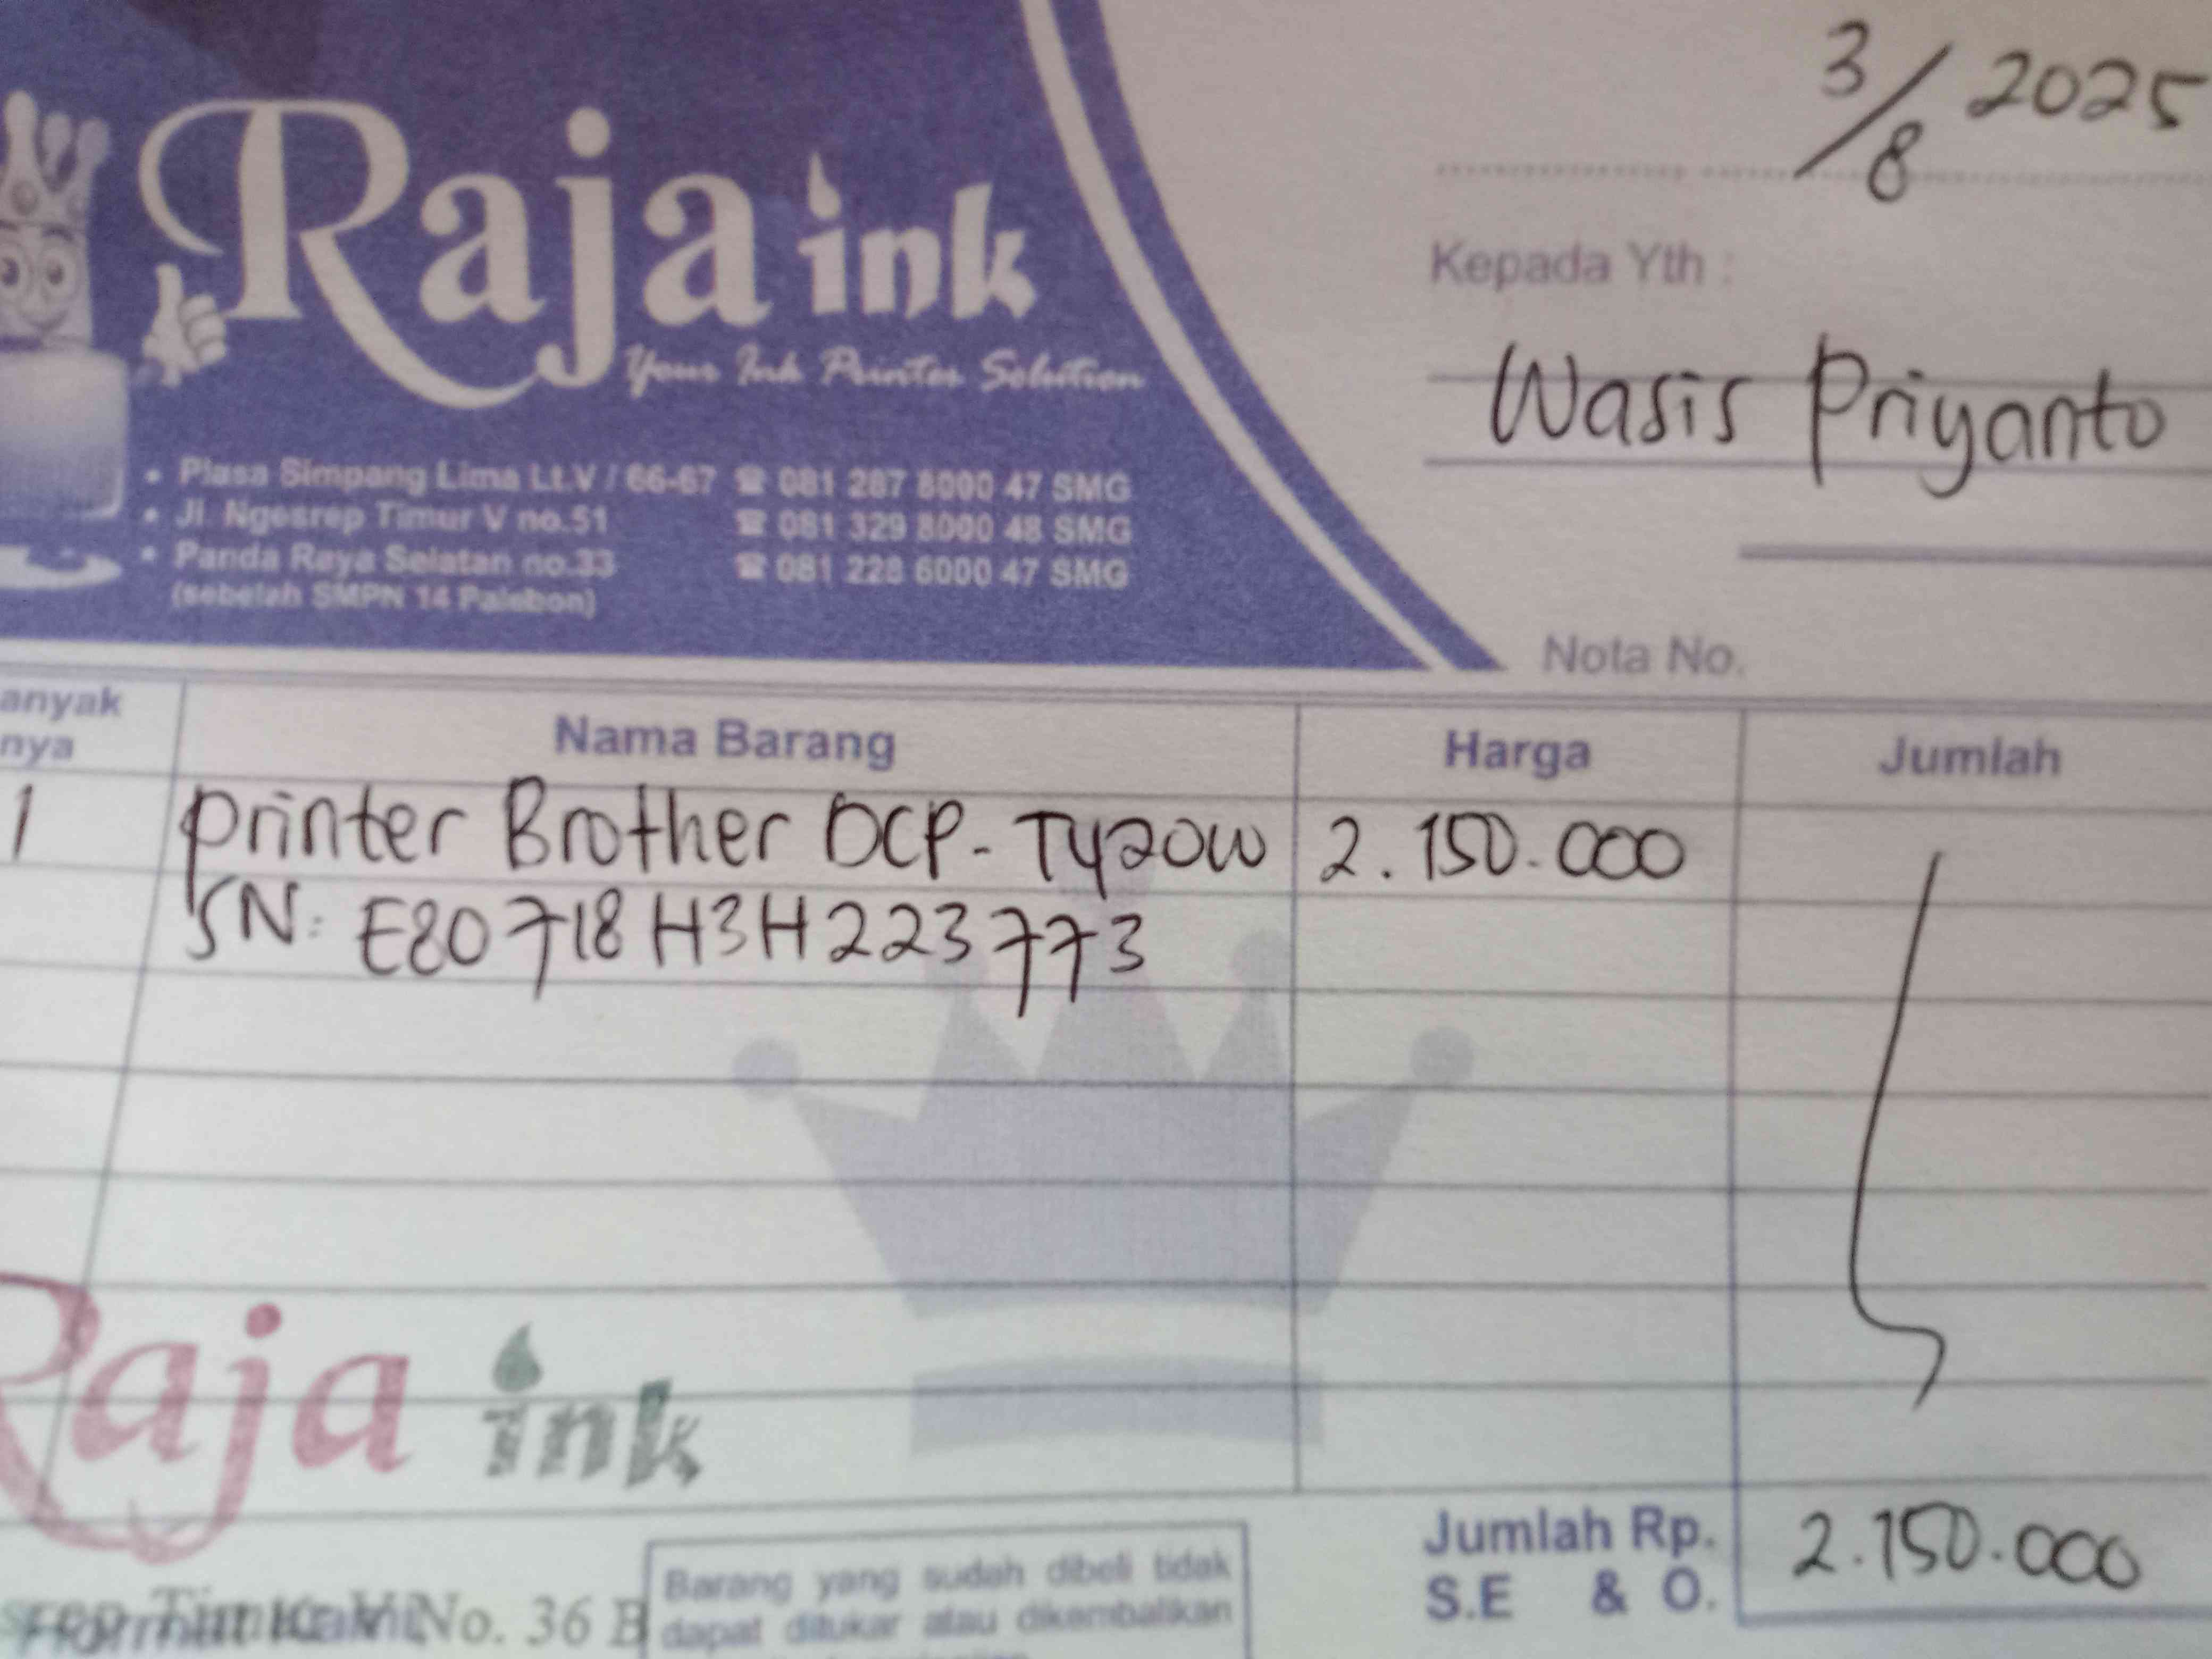 3/8 2025
Raja ink
Your Ink Printer Solution
Kepada Yth :
Wasis Priyanto
• Plasa Simpang Lima Lt.V / 66-67 ☎ 081 287 8000 47 SMG
• Jl. Ngesrep Timur V no.51 ☎ 081 329 8000 48 SMG
• Panda Raya Selatan no.33 ☎ 081 228 6000 47 SMG
(sebelah SMPN 14 Palebon)
Nota No.
anyak
nya
Nama Barang Harga Jumlah
1 Printer Brother DCP-T420W 2.150.000
SN: E80718H3H223773
Raja ink
Jumlah Rp. 2.150.000
S.E & O.
Timur V No. 36 B
Barang yang sudah dibeli tidak
dapat ditukar atau dikembalikan